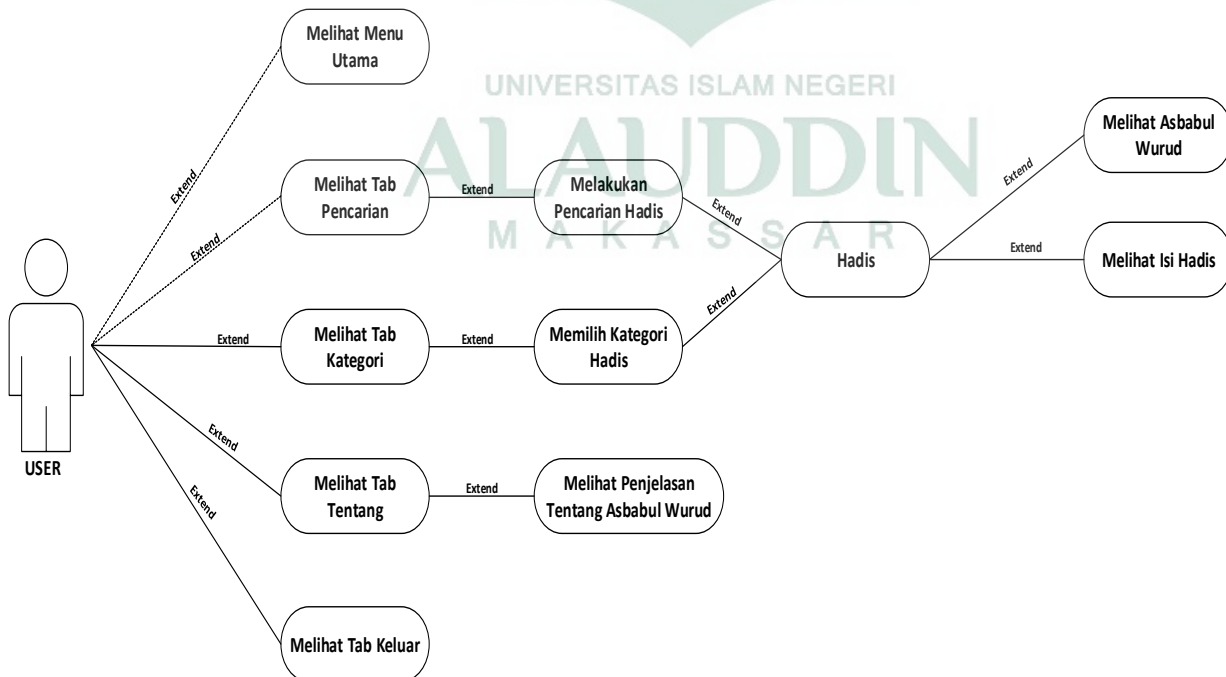 Melihat Menu
Utama
UNIVERSITAS ISLAM NEGERI
ALAUDDIN
MAKASSAR
Extend
Melihat Tab
Pencarian
Extend
Extend
Melakukan
Pencarian Hadis
Extend
Hadis
Extend
Melihat Asbabul
Wurud
Extend
Melihat Isi Hadis
Extend
Melihat Tab
Kategori
Extend
Memilih Kategori
Hadis
Extend
USER
Extend
Melihat Tab
Tentang
Extend
Melihat Penjelasan
Tentang Asbabul Wurud
Extend
Melihat Tab Keluar